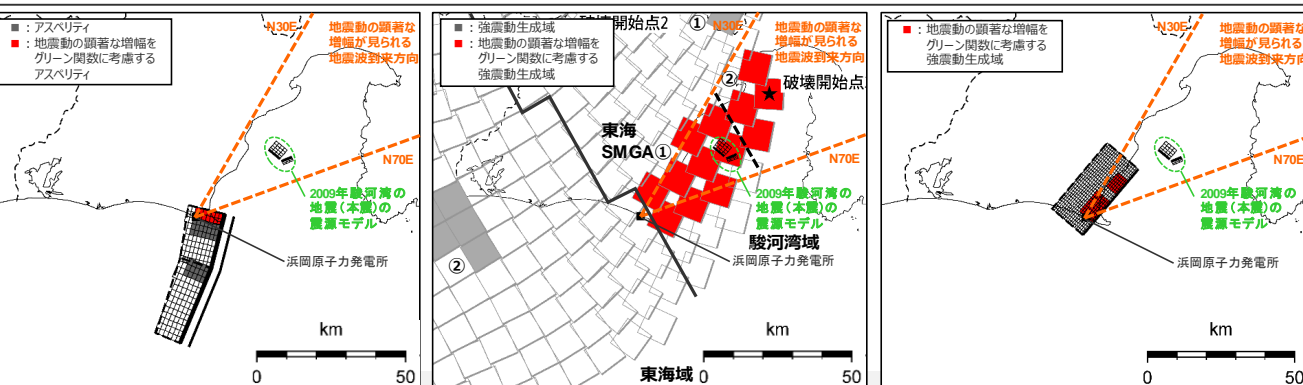 ■：アスペリティ
■：地震動の顕著な増幅を
グリーン関数に考慮する
アスペリティ
N30E
地震動の顕著な
増幅が見られる
地震波到来方向
N70E
2009年駿河湾の
地震（本震）の
震源モデル
浜岡原子力発電所
km
0
50
■：強震動生成域
■：地震動の顕著な増幅を
グリーン関数に考慮する
強震動生成域
破壊開始点2
①
N30E
地震動の顕著な
増幅が見られる
地震波到来方向
②
破壊開始点
東海
SMGA①
N70E
2009年駿河湾の
地震（本震）の
震源モデル
駿河湾域
浜岡原子力発電所
②
km
東海域
0
50
■：地震動の顕著な増幅を
グリーン関数に考慮する
強震動生成域
N30E
地震動の顕著な
増幅が見られる
地震波到来方向
N70E
2009年駿河湾の
地震（本震）の
震源モデル
浜岡原子力発電所
km
0
50